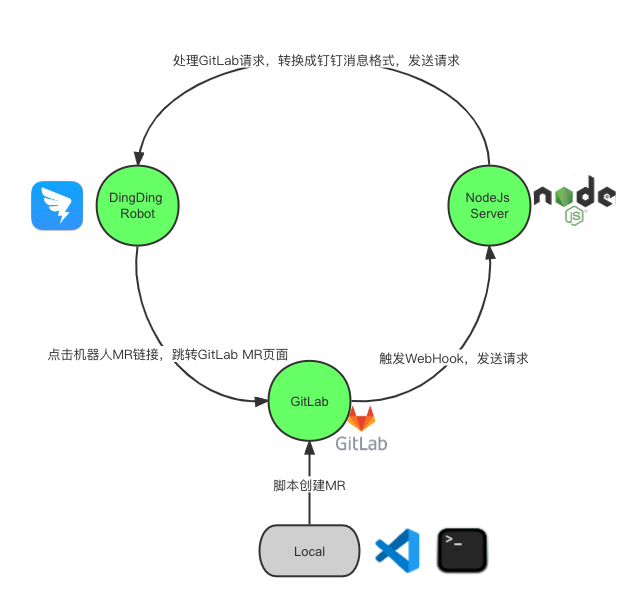 处理GitLab请求，转换成钉钉消息格式，发送请求
DingDing
Robot
NodeJs
Server
node
JS
点击机器人MR链接，跳转GitLab MR页面
触发WebHook，发送请求
GitLab
GitLab
脚本创建MR
Local
>_